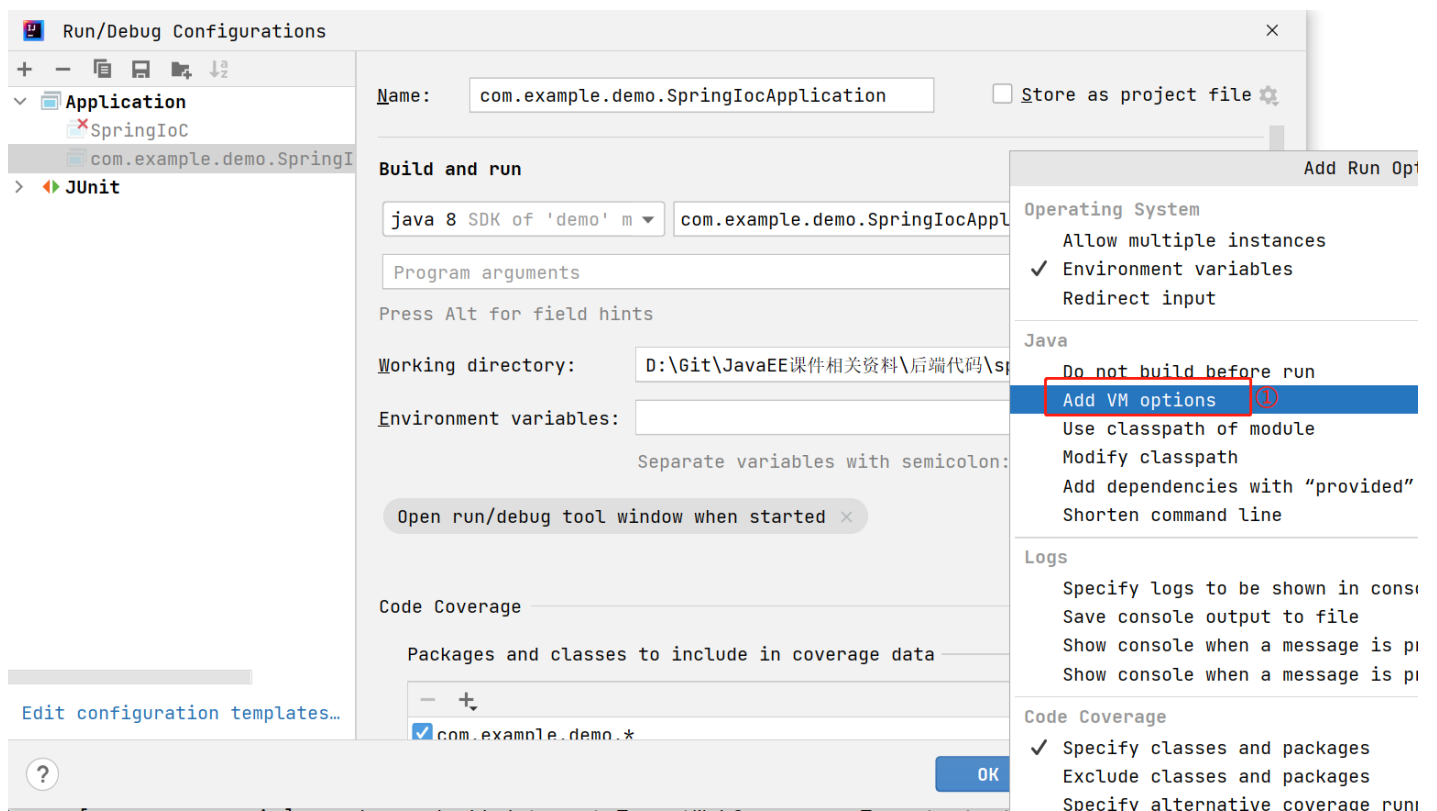 Run/Debug Configurations
Application
SpringIoC
com.example.demo.SpringI
JUnit
Edit configuration templates…
Name:
com.example.demo.SpringIocApplication
Store as project file
Build and run
java 8 SDK of 'demo' m
com.example.demo.SpringIocAppl
Program arguments
Press Alt for field hints
Working directory:
D:\Git\JavaEE课件相关资料\后端代码\sp
Environment variables:
Separate variables with semicolon:
Open run/debug tool window when started
Code Coverage
Packages and classes to include in coverage data
com.example.demo.*
?
OK
Add Run Opt
Operating System
Allow multiple instances
Environment variables
Redirect input
Java
Do not build before run
Add VM options ①
Use classpath of module
Modify classpath
Add dependencies with “provided”
Shorten command line
Logs
Specify logs to be shown in conso
Save console output to file
Show console when a message is pr
Show console when a message is pr
Code Coverage
Specify classes and packages
Exclude classes and packages
Specify alternative coverage runn